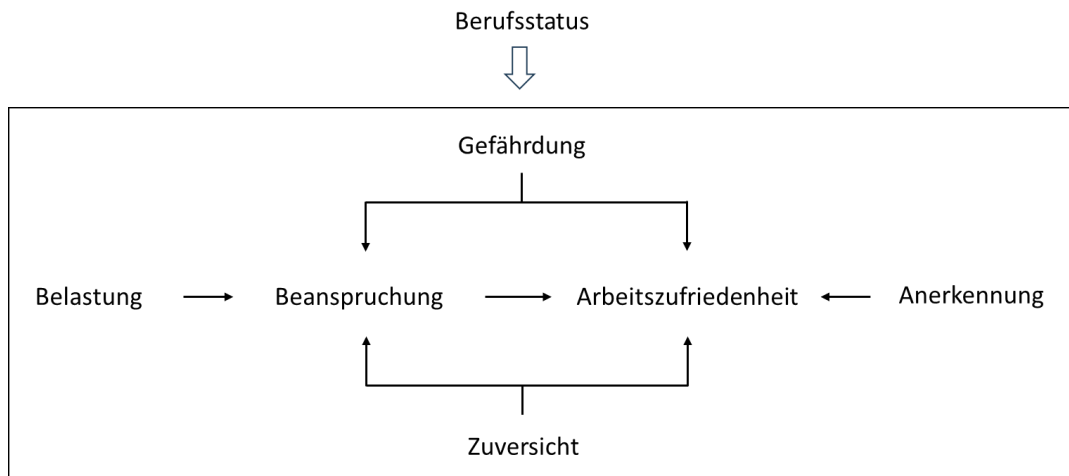 Berufsstatus
Gefährdung
Belastung Beanspruchung Arbeitszufriedenheit Anerkennung
Zuversicht